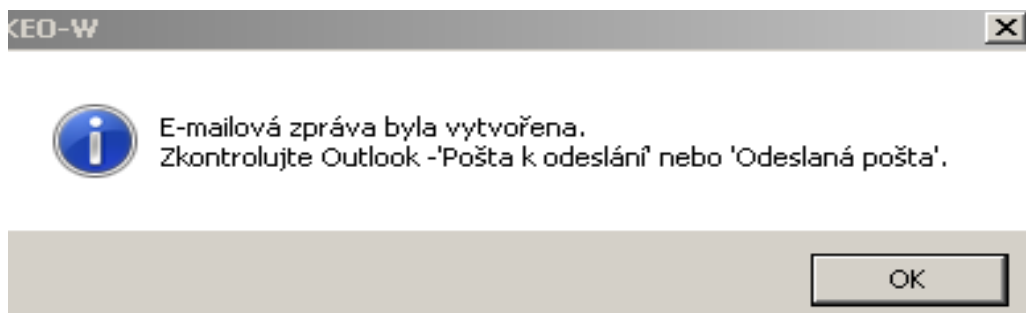 KEO-W
E-mailová zpráva byla vytvořena.
Zkontrolujte Outlook -'Pošta k odeslání' nebo 'Odeslaná pošta'.
OK